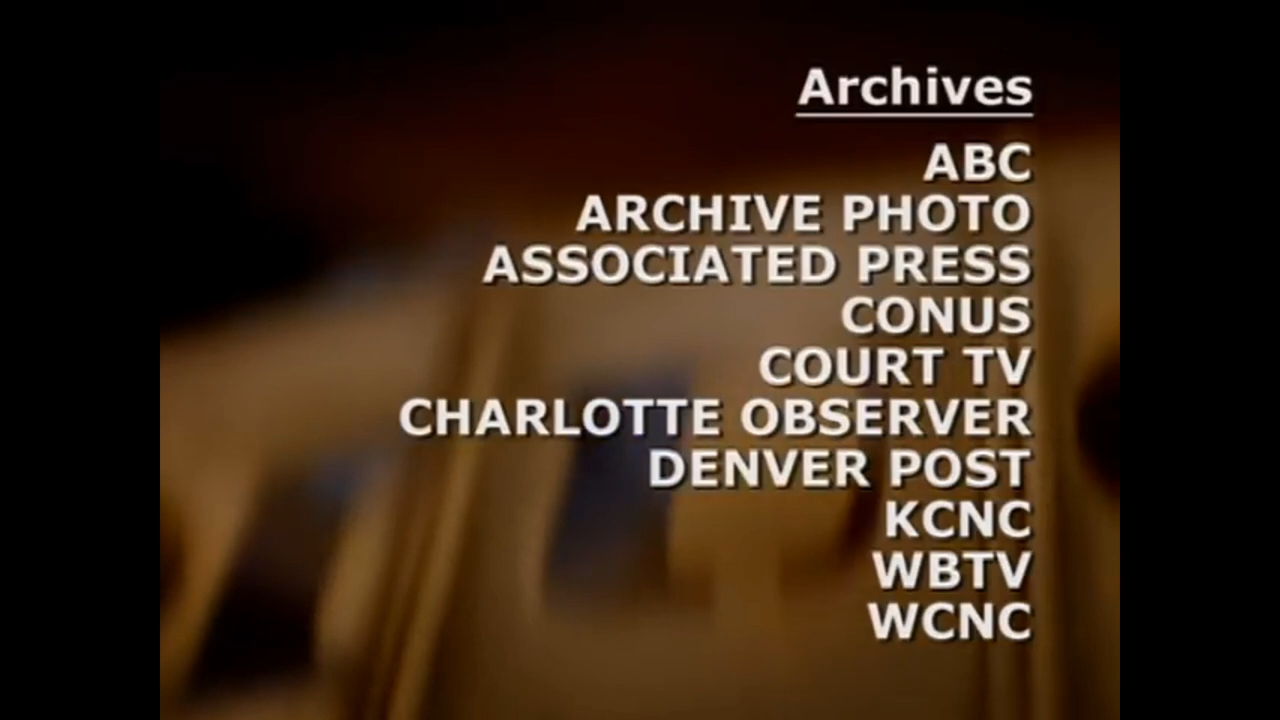 Archives
ABC
ARCHIVE PHOTO
ASSOCIATED PRESS
CONUS
COURT TV
CHARLOTTE OBSERVER
DENVER POST
KCNC
WBTV
WCNC